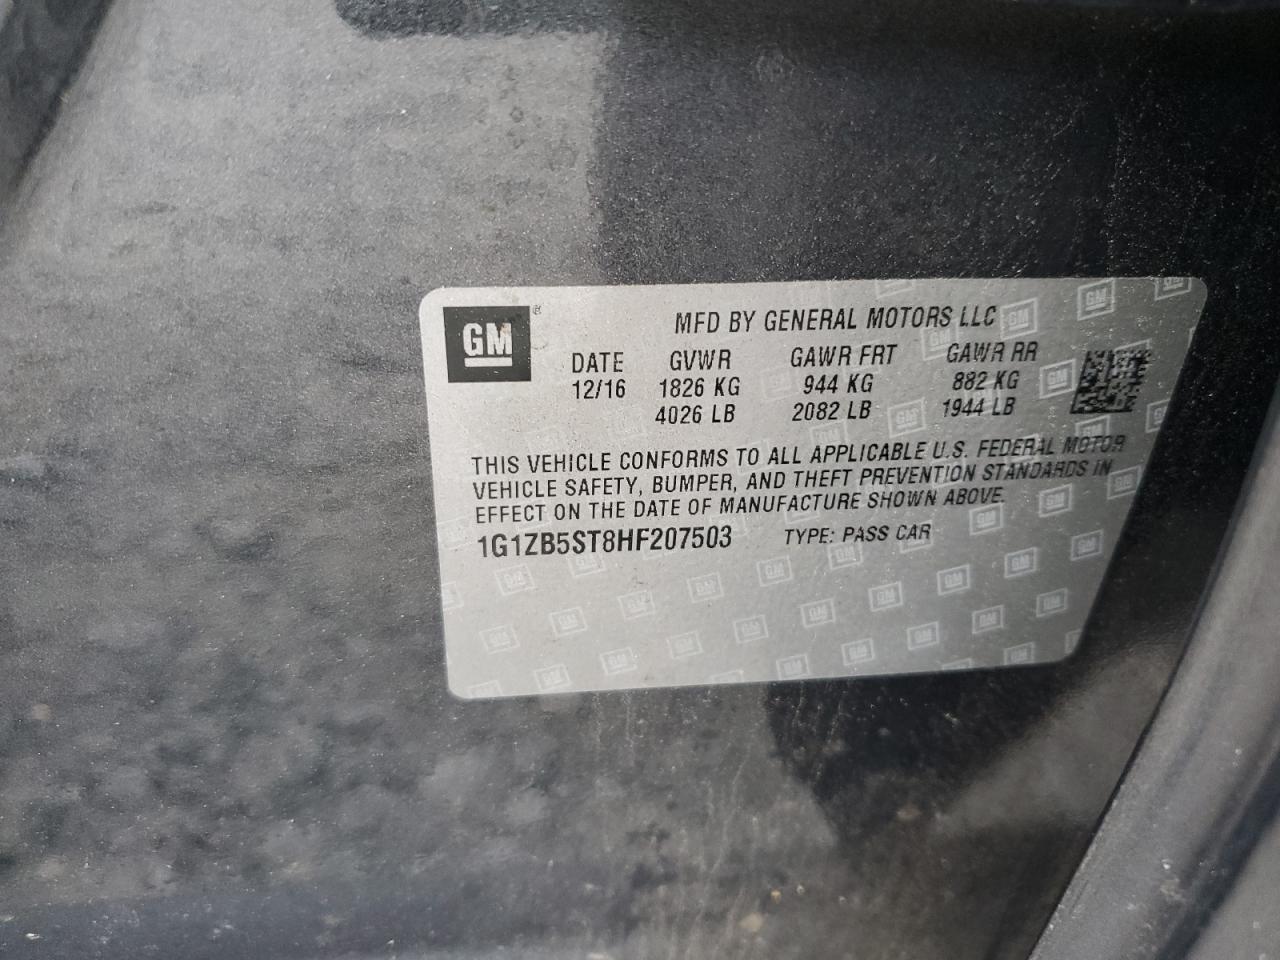 GM ®
MFD BY GENERAL MOTORS LLC
DATE GVWR GAWR FRT GAWR RR
12/16 1826 KG 944 KG 882 KG
4026 LB 2082 LB 1944 LB
THIS VEHICLE CONFORMS TO ALL APPLICABLE U.S. FEDERAL MOTOR
VEHICLE SAFETY, BUMPER, AND THEFT PREVENTION STANDARDS IN
EFFECT ON THE DATE OF MANUFACTURE SHOWN ABOVE.
1G1ZB5ST8HF207503 TYPE: PASS CAR